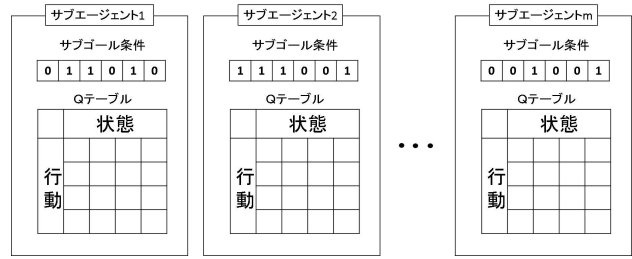 サブエージェント1
サブゴール条件
0 1 1 0 1 0
Qテーブル
状態
行動
サブエージェント2
サブゴール条件
1 1 1 0 0 1
Qテーブル
状態
行動
•••
サブエージェントm
サブゴール条件
0 0 1 0 0 1
Qテーブル
状態
行動